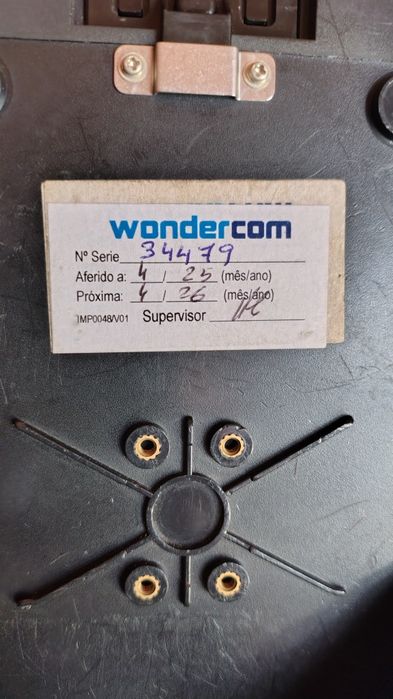 wondercom
Nº Serie 34479
Aferido a: 4 / 25 (mês/ano)
Próxima: 4 / 26 (mês/ano)
IMP0048/V01 Supervisor